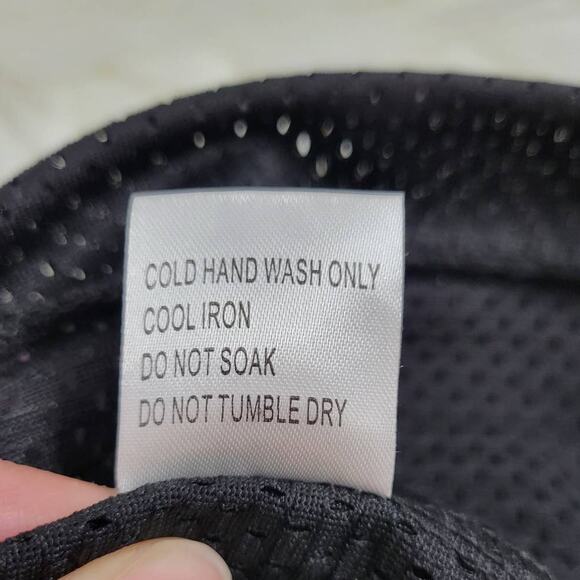 COLD HAND WASH ONLY
COOL IRON
DO NOT SOAK
DO NOT TUMBLE DRY